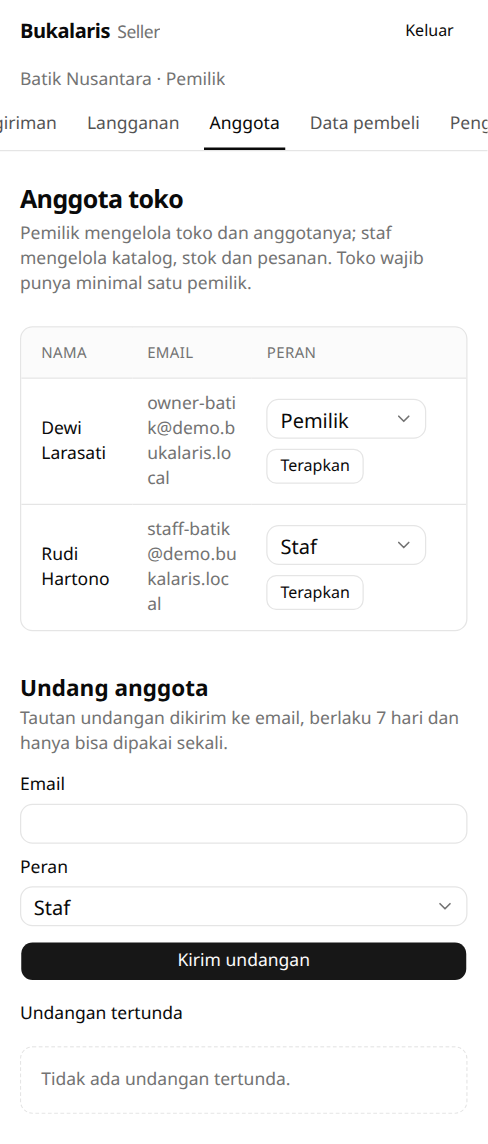 Bukalaris Seller
Keluar
Batik Nusantara · Pemilik
giriman Langganan Anggota Data pembeli Peng
Anggota toko
Pemilik mengelola toko dan anggotanya; staf
mengelola katalog, stok dan pesanan. Toko wajib
punya minimal satu pemilik.
NAMA EMAIL PERAN
Dewi
Larasati
owner-bati
k@demo.b
ukalaris.lo
cal
Pemilik
Terapkan
Rudi
Hartono
staff-batik
@demo.bu
kalaris.loc
al
Staf
Terapkan
Undang anggota
Tautan undangan dikirim ke email, berlaku 7 hari dan
hanya bisa dipakai sekali.
Email
Peran
Staf
Kirim undangan
Undangan tertunda
Tidak ada undangan tertunda.